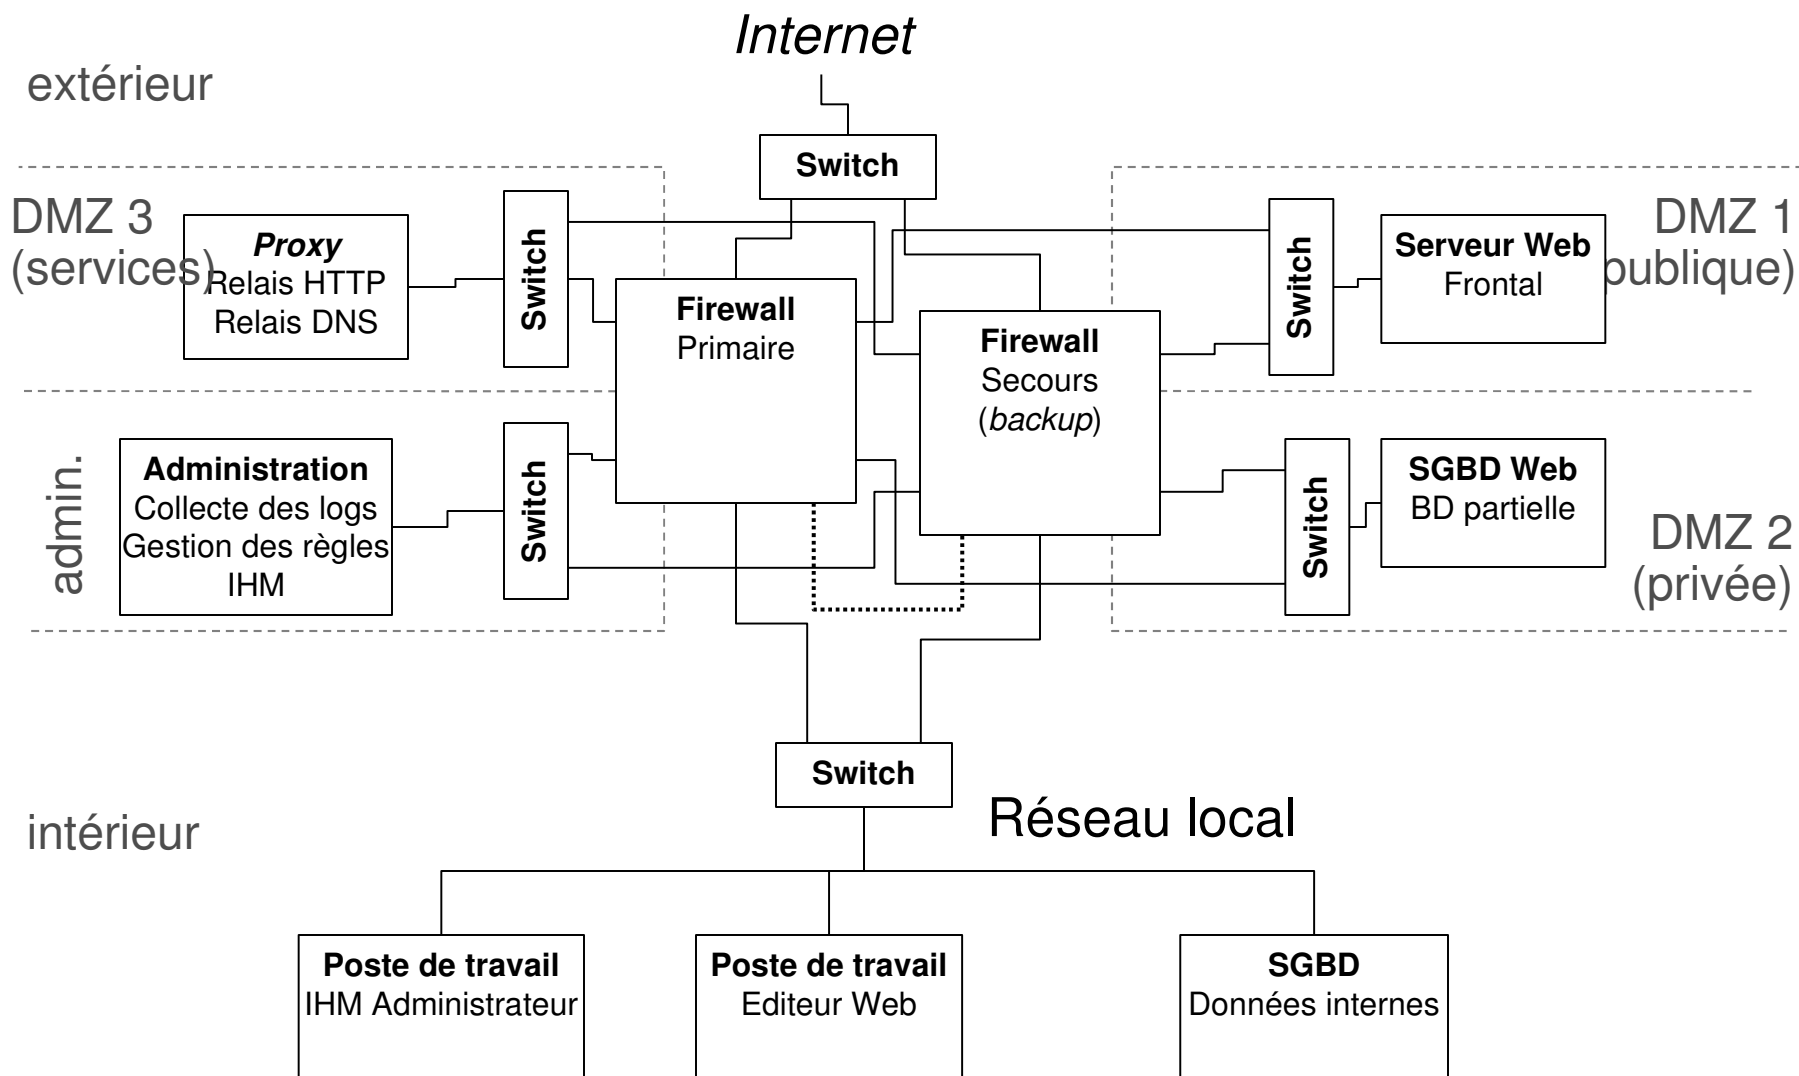 Internet
extérieur
Switch
DMZ 3
(services)
Proxy
Relais HTTP
Relais DNS
Switch
Firewall
Primaire
Firewall
Secours
(backup)
Switch
Serveur Web
Frontal
DMZ 1
publique)
admin.
Administration
Collecte des logs
Gestion des règles
IHM
Switch
Switch
SGBD Web
BD partielle
DMZ 2
(privée)
Switch
Réseau local
intérieur
Poste de travail
IHM Administrateur
Poste de travail
Editeur Web
SGBD
Données internes